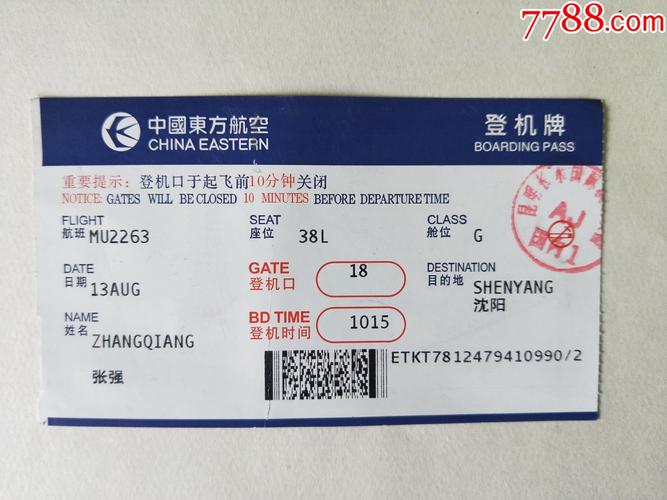 7788.com
中國東方航空
CHINA EASTERN
登机牌
BOARDING PASS
重要提示: 登机口于起飞前10分钟关闭
NOTICE: GATES WILL BE CLOSED 10 MINUTES BEFORE DEPARTURE TIME
FLIGHT
航班 MU2263
SEAT
座位 38L
CLASS
舱位 G
DATE
日期 13AUG
GATE
登机口 18
DESTINATION
目的地 SHENYANG
沈阳
NAME
姓名 ZHANGQIANG
张强
BD TIME
登机时间 1015
ETKT7812479410990/2
国际
AJ
1